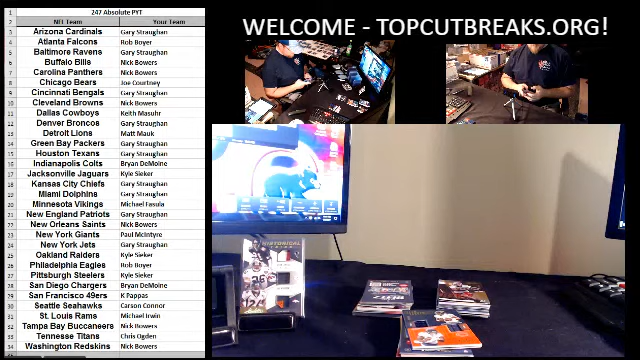 247 Absolute PYT
NFL Team Your Team
Arizona Cardinals Gary Straughan
Atlanta Falcons Rob Boyer
Baltimore Ravens Gary Straughan
Buffalo Bills Nick Bowers
Carolina Panthers Nick Bowers
Chicago Bears Joe Courtney
Cincinnati Bengals Gary Straughan
Cleveland Browns Nick Bowers
Dallas Cowboys Keith Masuhr
Denver Broncos Gary Straughan
Detroit Lions Matt Mauk
Green Bay Packers Gary Straughan
Houston Texans Gary Straughan
Indianapolis Colts Bryan DeMoine
Jacksonville Jaguars Kyle Sieker
Kansas City Chiefs Gary Straughan
Miami Dolphins Gary Straughan
Minnesota Vikings Michael Fasula
New England Patriots Gary Straughan
New Orleans Saints Nick Bowers
New York Giants Paul McIntyre
New York Jets Gary Straughan
Oakland Raiders Kyle Sieker
Philadelphia Eagles Rob Boyer
Pittsburgh Steelers Kyle Sieker
San Diego Chargers Bryan DeMoine
San Francisco 49ers K Pappas
Seattle Seahawks Carson Connor
St. Louis Rams Michael Irwin
Tampa Bay Buccaneers Nick Bowers
Tennessee Titans Chris Ogden
Washington Redskins Nick Bowers
WELCOME - TOPCUTBREAKS.ORG!
HISTORICAL